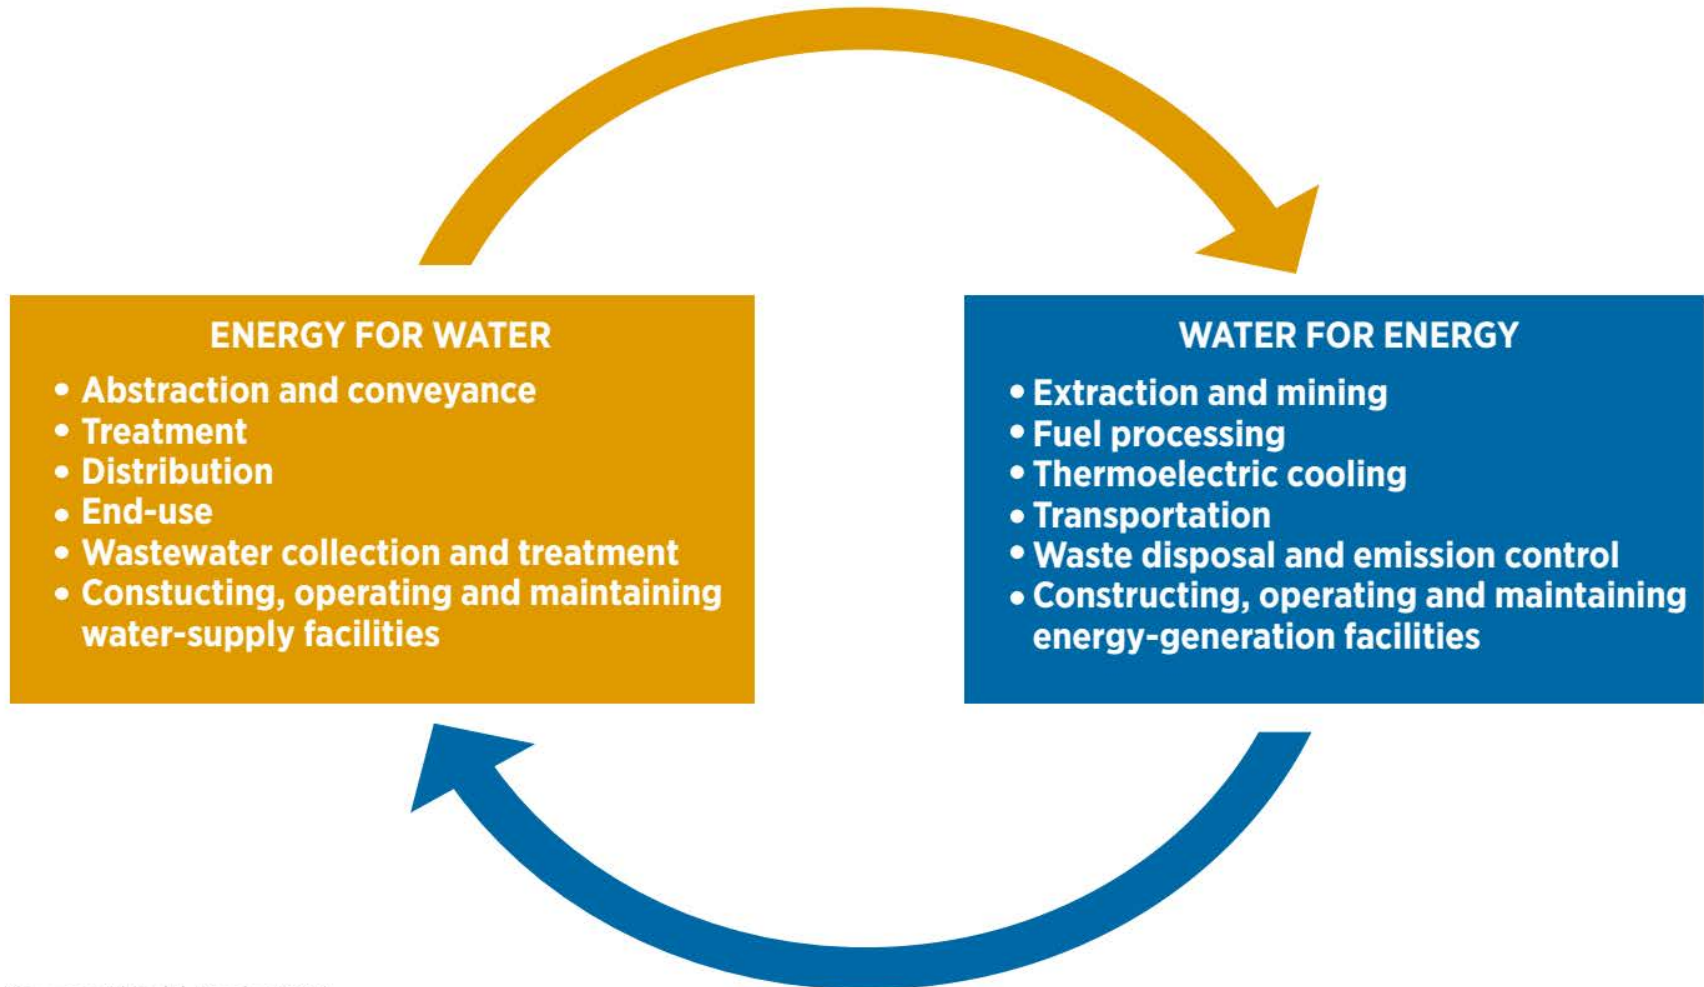 ENERGY FOR WATER
• Abstraction and conveyance
• Treatment
• Distribution
• End-use
• Wastewater collection and treatment
• Constucting, operating and maintaining
water-supply facilities
WATER FOR ENERGY
• Extraction and mining
• Fuel processing
• Thermoelectric cooling
• Transportation
• Waste disposal and emission control
• Constructing, operating and maintaining
energy-generation facilities